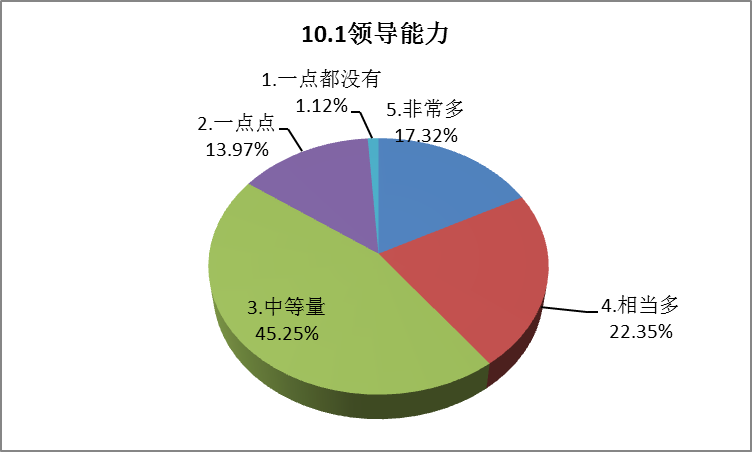 10.1领导能力
1.一点都没有
1.12%
5.非常多
17.32%
2.一点点
13.97%
3.中等量
45.25%
4.相当多
22.35%